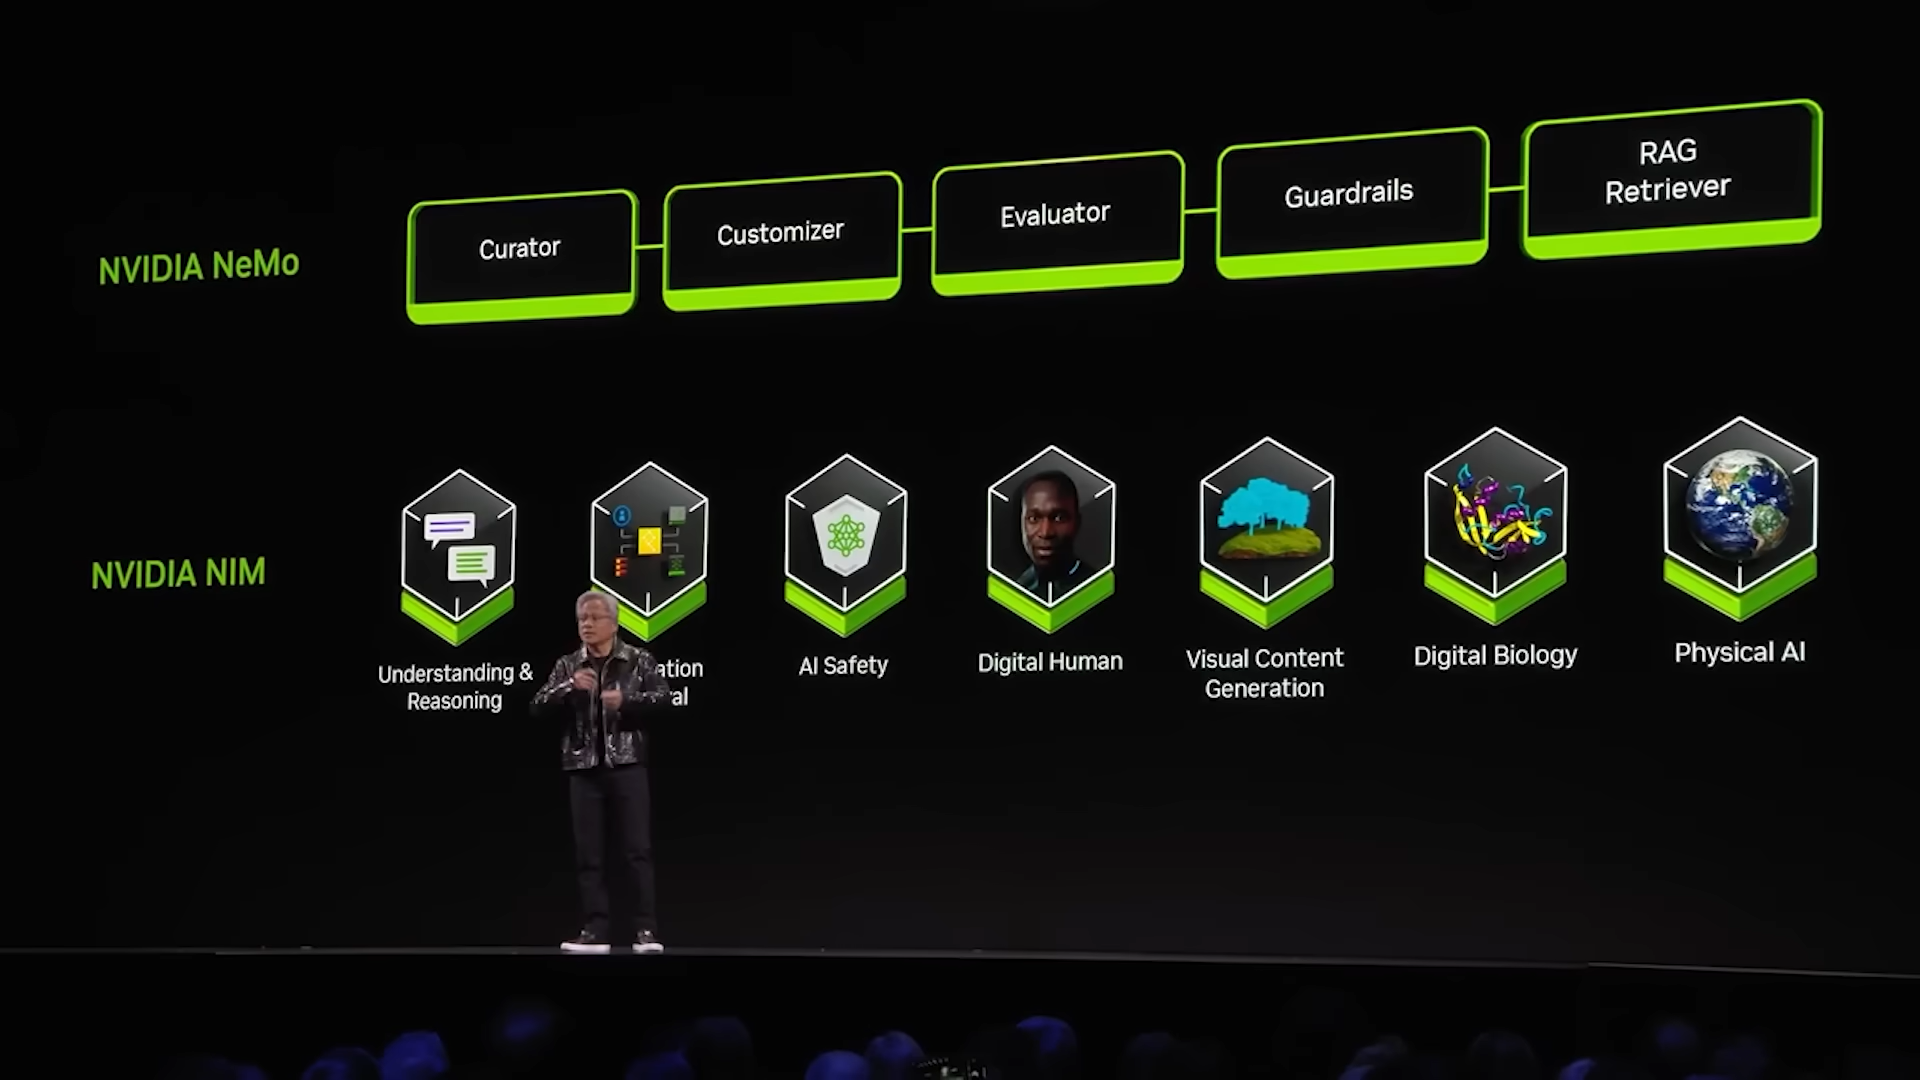 NVIDIA NeMo
Curator
Customizer
Evaluator
Guardrails
RAG
Retriever
NVIDIA NIM
Understanding &
Reasoning
AI Safety
Digital Human
Visual Content
Generation
Digital Biology
Physical AI